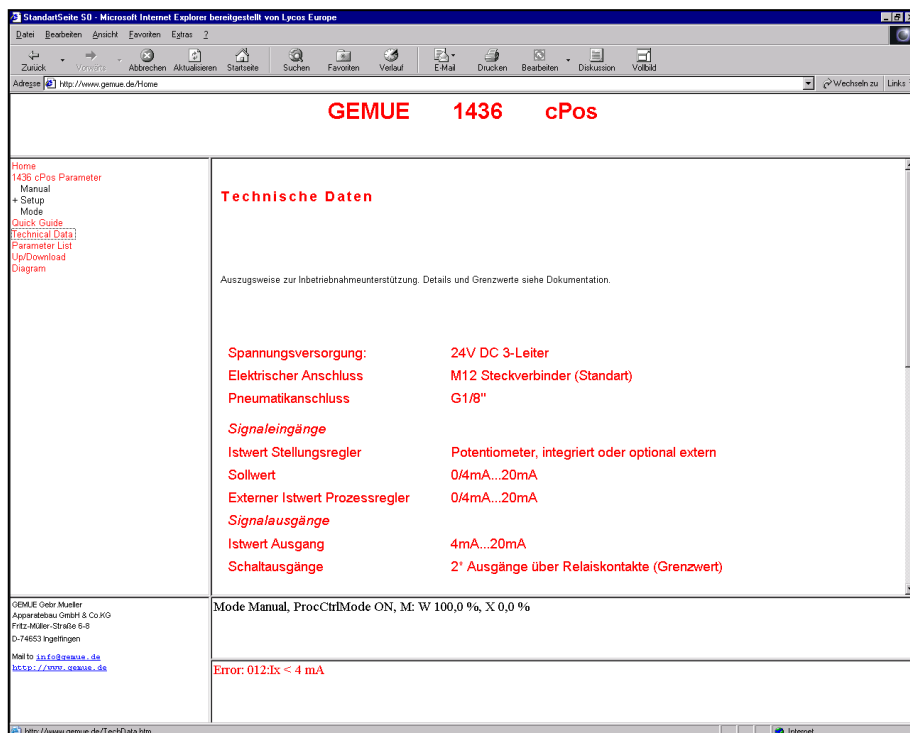 StandartSeite S0 - Microsoft Internet Explorer bereitgestellt von Lycos Europe
Datei Bearbeiten Ansicht Favoriten Extras ?
Zurück Vorwärts Abbrechen Aktualisieren Startseite Suchen Favoriten Verlauf E-Mail Drucken Bearbeiten Diskussion Vollbild
Adresse http://www.gemue.de/Home Wechseln zu Links
GEMUE 1436 cPos
Home
1436 cPos Parameter
Manual
+ Setup
Mode
Quick Guide
Technical Data
Parameter List
Up/Download
Diagram
Technische Daten
Auszugsweise zur Inbetriebnahmeunterstützung. Details und Grenzwerte siehe Dokumentation.
Spannungsversorgung: 24V DC 3-Leiter
Elektrischer Anschluss M12 Steckverbinder (Standart)
Pneumatikanschluss G1/8"
Signaleingänge
Istwert Stellungsregler Potentiometer, integriert oder optional extern
Sollwert 0/4mA...20mA
Externer Istwert Prozessregler 0/4mA...20mA
Signalausgänge
Istwert Ausgang 4mA...20mA
Schaltausgänge 2* Ausgänge über Relaiskontakte (Grenzwert)
GEMUE Gebr.Mueller
Apparatebau GmbH & Co.KG
Fritz-Müller-Straße 6-8
D-74653 Ingelfingen
Mail to info@gemue.de
http://www.gemue.de
Mode Manual, ProcCtrlMode ON, M: W 100,0 %, X 0,0 %
Error: 012:Ix < 4 mA
http://www.gemue.de/TechData.htm Internet